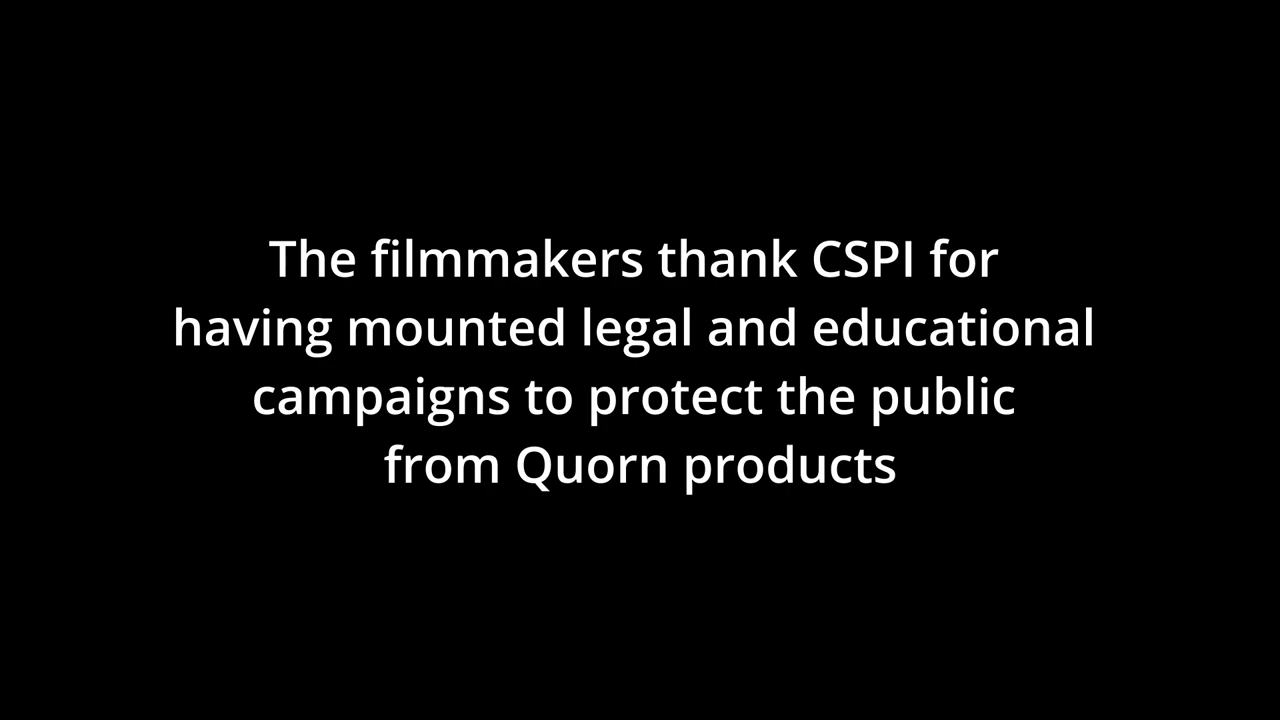 The filmmakers thank CSPI for
having mounted legal and educational
campaigns to protect the public
from Quorn products